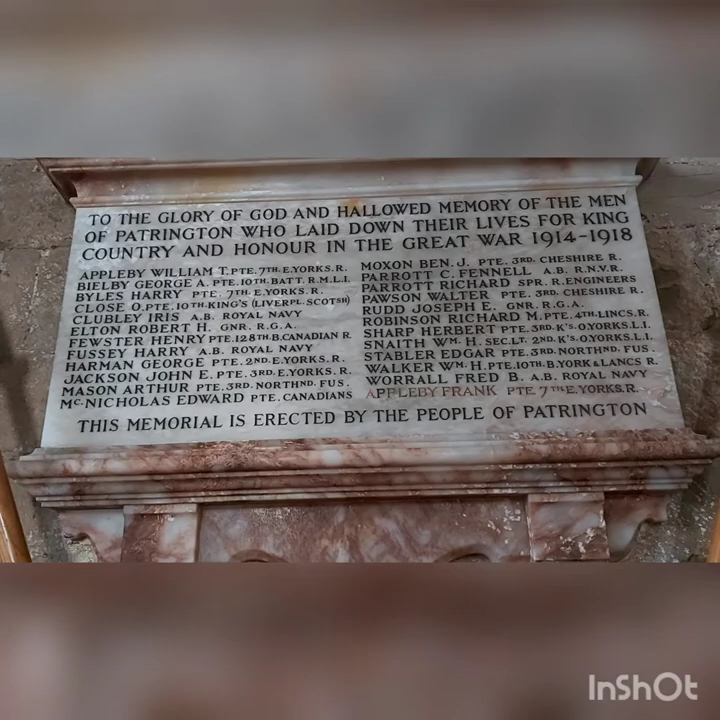 TO THE GLORY OF GOD AND HALLOWED MEMORY OF THE MEN
OF PATRINGTON WHO LAID DOWN THEIR LIVES FOR KING
COUNTRY AND HONOUR IN THE GREAT WAR 1914-1918
APPLEBY WILLIAM T. PTE. 7TH. E. YORKS. R.
BIELBY GEORGE A. PTE. 10TH. BATT. R.M.L.I.
BYLES HARRY PTE. 7TH. E. YORKS. R.
CLOSE O. PTE. 10TH. KING'S (LIVERPL. SCOTSH)
CLUBLEY IRIS A.B. ROYAL NAVY
ELTON ROBERT H. GNR. R.G.A.
FEWSTER HENRY PTE. 128TH. B. CANADIAN R.
FUSSEY HARRY A.B. ROYAL NAVY
HARMAN GEORGE PTE. 2ND. E. YORKS. R.
JACKSON JOHN E. PTE. 3RD. E. YORKS. R.
MASON ARTHUR PTE. 3RD. NORTHND. FUS.
MC. NICHOLAS EDWARD PTE. CANADIANS
MOXON BEN. J. PTE. 3RD. CHESHIRE R.
PARROTT C. FENNELL A.B. R.N.V.R.
PARROTT RICHARD SPR. R. ENGINEERS
PAWSON WALTER PTE. 3RD. CHESHIRE R.
RUDD JOSEPH E. GNR. R.G.A.
ROBINSON RICHARD M. PTE. 4TH. LINCS. R.
SHARP HERBERT PTE. 3RD. K'S O. YORKS. L.I.
SNAITH WM. H. SEC. LT. 2ND. K'S O. YORKS. L.I.
STABLER EDGAR PTE. 3RD. NORTHND. FUS.
WALKER WM. H. PTE. 10TH. B. YORK & LANCS R.
WORRALL FRED B. A.B. ROYAL NAVY
APPLEBY FRANK PTE 7TH E. YORKS. R.
THIS MEMORIAL IS ERECTED BY THE PEOPLE OF PATRINGTON
InShOt